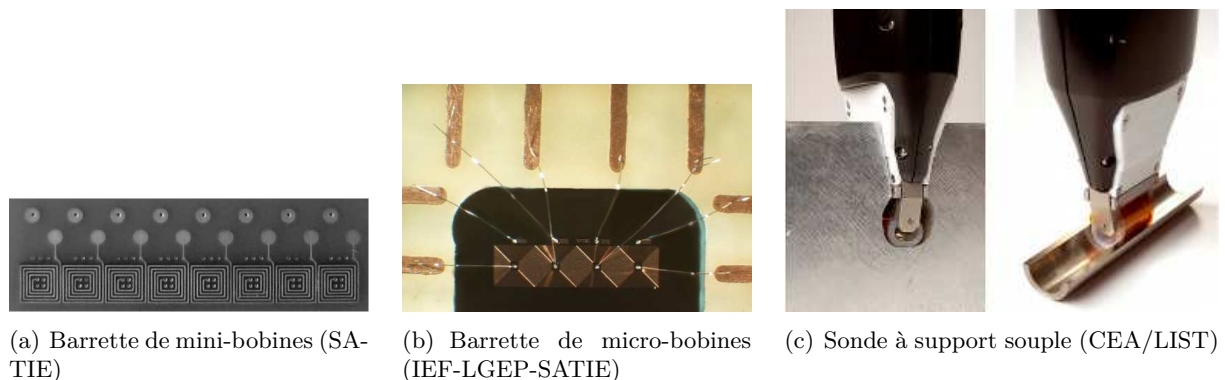 (a) Barrette de mini-bobines (SA-
TIE)
(b) Barrette de micro-bobines
(IEF-LGEP-SATIE)
(c) Sonde à support souple (CEA/LIST)